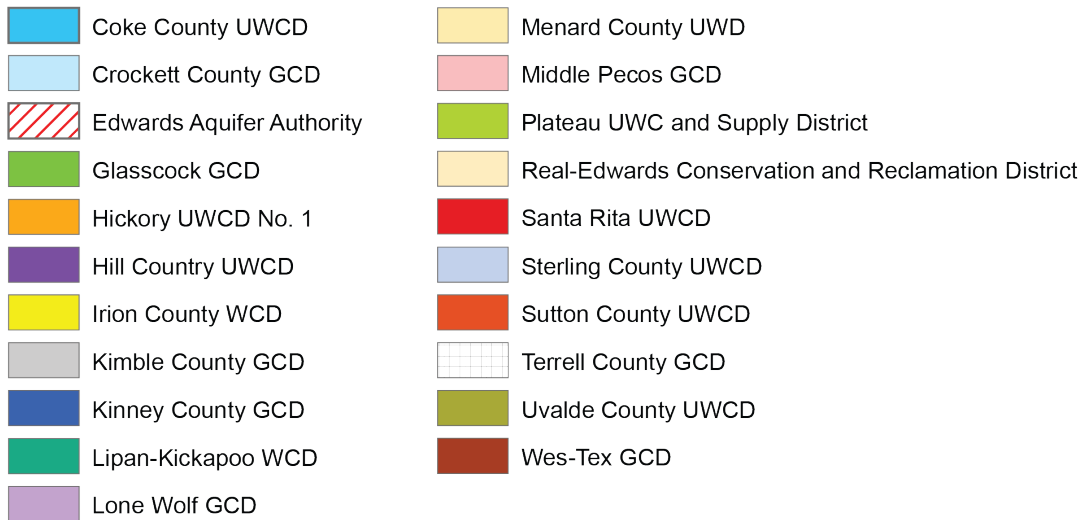 Coke County UWCD
Crockett County GCD
Edwards Aquifer Authority
Glasscock GCD
Hickory UWCD No. 1
Hill Country UWCD
Irion County WCD
Kimble County GCD
Kinney County GCD
Lipan-Kickapoo WCD
Lone Wolf GCD
Menard County UWD
Middle Pecos GCD
Plateau UWC and Supply District
Real-Edwards Conservation and Reclamation District
Santa Rita UWCD
Sterling County UWCD
Sutton County UWCD
Terrell County GCD
Uvalde County UWCD
Wes-Tex GCD